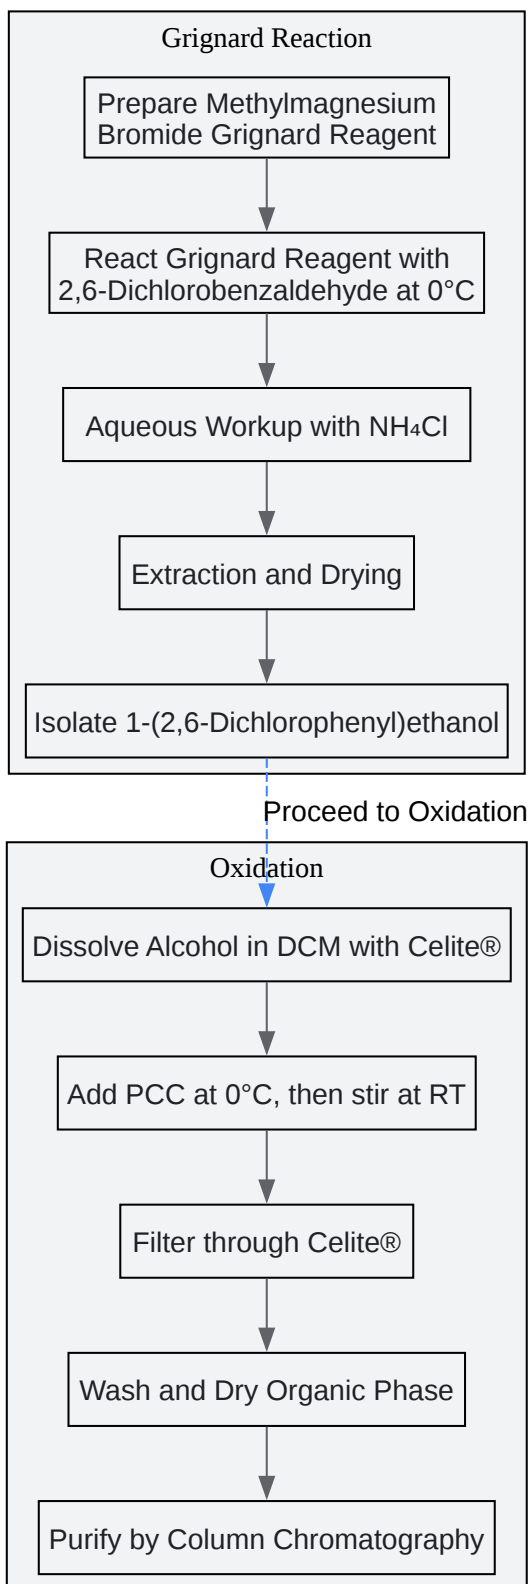 Grignard Reaction
Prepare Methylmagnesium
Bromide Grignard Reagent
React Grignard Reagent with
2,6-Dichlorobenzaldehyde at 0°C
Aqueous Workup with NH₄Cl
Extraction and Drying
Isolate 1-(2,6-Dichlorophenyl)ethanol
Proceed to Oxidation
Oxidation
Dissolve Alcohol in DCM with Celite®
Add PCC at 0°C, then stir at RT
Filter through Celite®
Wash and Dry Organic Phase
Purify by Column Chromatography